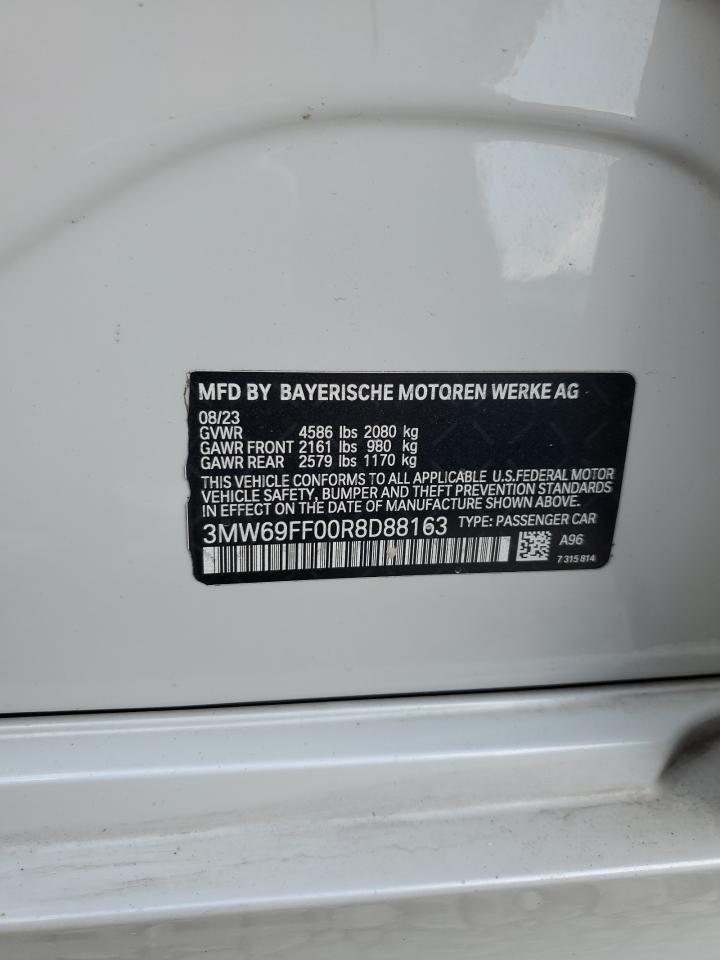 MFD BY BAYERISCHE MOTOREN WERKE AG
08/23
GVWR 4586 lbs 2080 kg
GAWR FRONT 2161 lbs 980 kg
GAWR REAR 2579 lbs 1170 kg
THIS VEHICLE CONFORMS TO ALL APPLICABLE U.S.FEDERAL MOTOR
VEHICLE SAFETY, BUMPER AND THEFT PREVENTION STANDARDS
IN EFFECT ON THE DATE OF MANUFACTURE SHOWN ABOVE.
3MW69FF00R8D88163 TYPE: PASSENGER CAR
A96
7 315 814